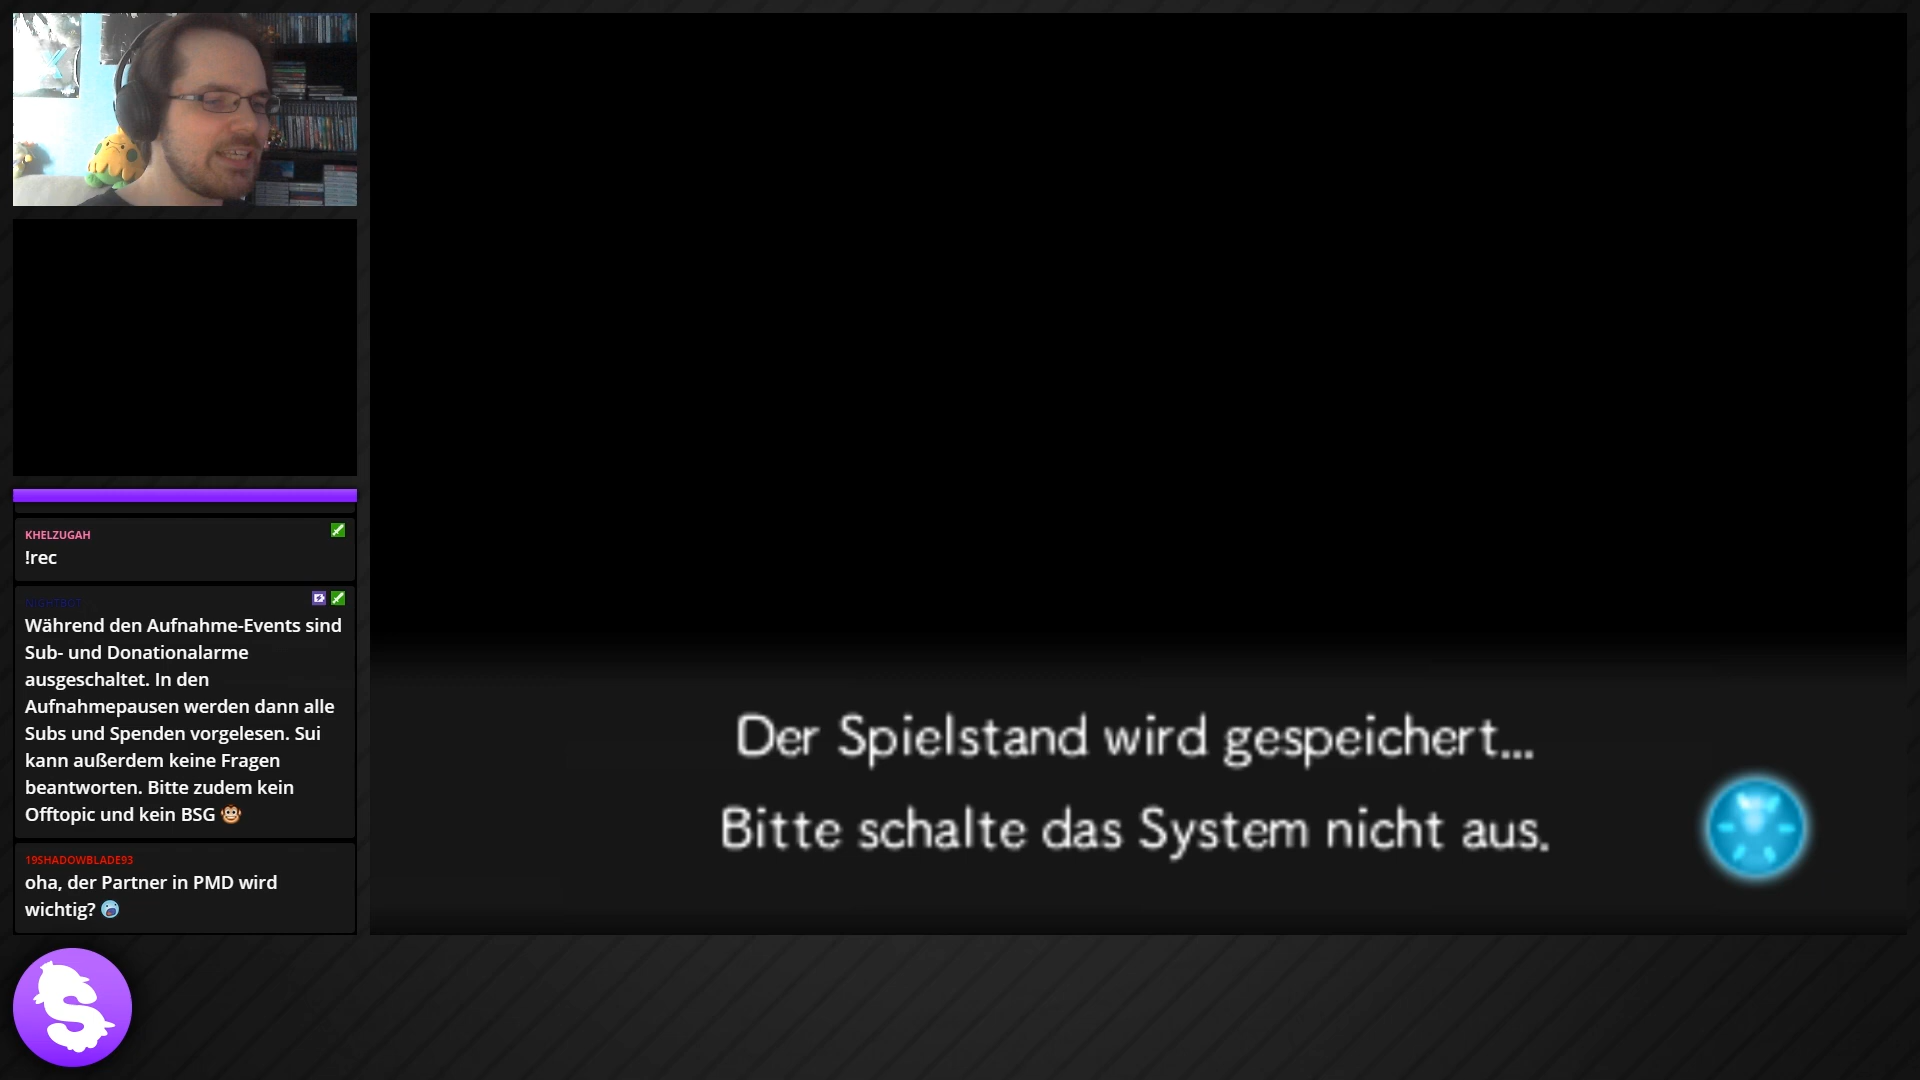 KHELZUGAH
!rec
NIGHTBOT
Während den Aufnahme-Events sind
Sub- und Donationalarme
ausgeschaltet. In den
Aufnahmepausen werden dann alle
Subs und Spenden vorgelesen. Sui
kann außerdem keine Fragen
beantworten. Bitte zudem kein
Offtopic und kein BSG
19SHADOWBLADE93
oha, der Partner in PMD wird
wichtig?
Der Spielstand wird gespeichert...
Bitte schalte das System nicht aus.
S